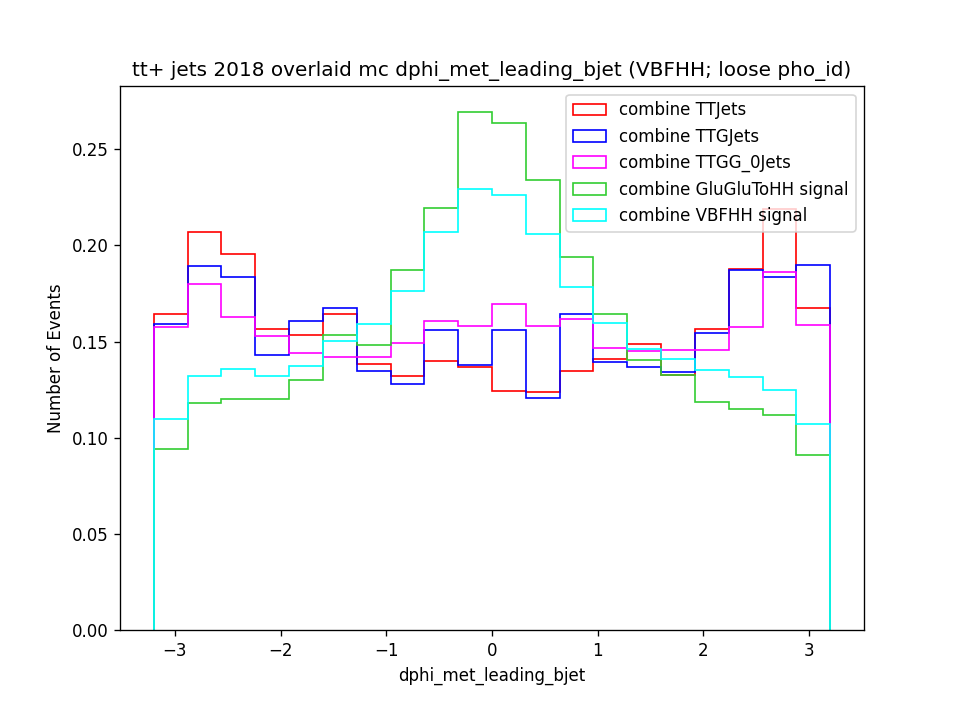 tt+ jets 2018 overlaid mc dphi_met_leading_bjet (VBFHH; loose pho_id)
combine TTJets
combine TTGJets
combine TTGG_0Jets
combine GluGluToHH signal
combine VBFHH signal
Number of Events
0.25
0.20
0.15
0.10
0.05
0.00
−3 −2 −1 0 1 2 3
dphi_met_leading_bjet